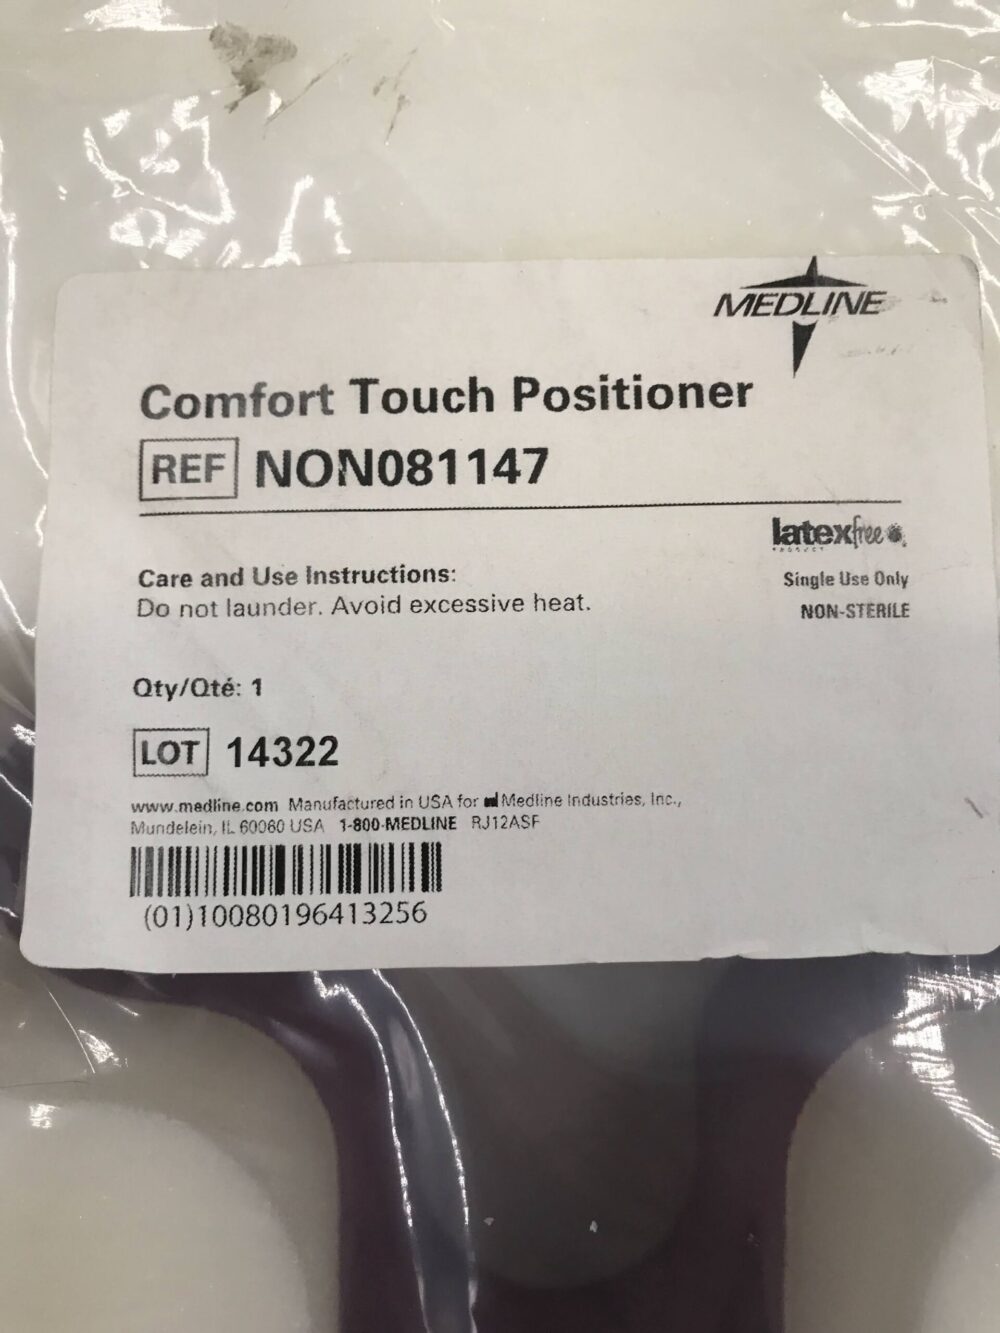 MEDLINE
Comfort Touch Positioner
REF NON081147
latexfree
PRODUCT
Care and Use Instructions:
Do not launder. Avoid excessive heat.
Single Use Only
NON-STERILE
Qty/Qté: 1
LOT 14322
www.medline.com Manufactured in USA for Medline Industries, Inc.,
Mundelein, IL 60060 USA 1-800-MEDLINE RJ12ASF
(01)10080196413256